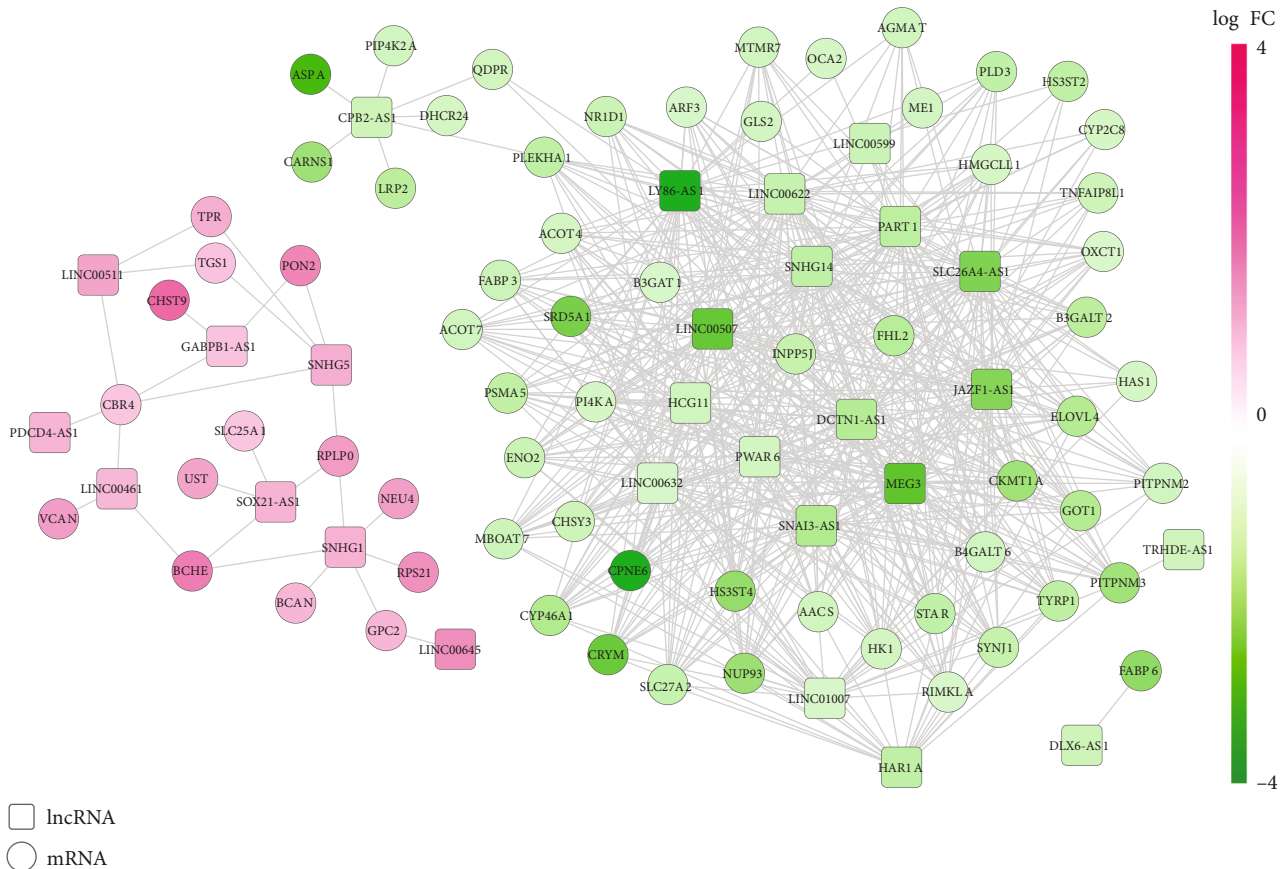 log FC
4
0
−4
AGMAT
MTMR7
PIP4K2A
OCA2
QDPR
ASPA
PLD3
HS3ST2
ARF3
ME1
NR1D1
DHCR24
CPB2-AS1
GLS2
CYP2C8
LINC00599
PLEKHA1
CARNS1
HMGCLL1
LRP2
LY86-AS1
LINC00622
TNFAIP8L1
TPR
PART1
ACOT4
OXCT1
TGS1
PON2
LINC00511
SNHG14
SLC26A4-AS1
FABP3
B3GAT1
CHST9
SRD5A1
B3GALT2
ACOT7
LINC00507
FHL2
GABPB1-AS1
INPP5J
SNHG5
HAS1
PSMA5
JAZF1-AS1
PI4KA
HCG11
CBR4
ELOVL4
DCTN1-AS1
PDCD4-AS1
SLC25A1
RPLP0
ENO2
PWAR6
UST
CKMT1A
LINC00632
MEG3
PITPNM2
LINC00461
NEU4
SOX21-AS1
GOT1
VCAN
CHSY3
SNAI3-AS1
MBOAT7
SNHG1
B4GALT6
TRHDE-AS1
BCHE
RPS21
CPNE6
PITPNM3
HS3ST4
BCAN
TYRP1
CYP46A1
AACS
STAR
GPC2
LINC00645
CRYM
HK1
SYNJ1
NUP93
FABP6
SLC27A2
RIMKLA
LINC01007
DLX6-AS1
HAR1A
lncRNA
mRNA